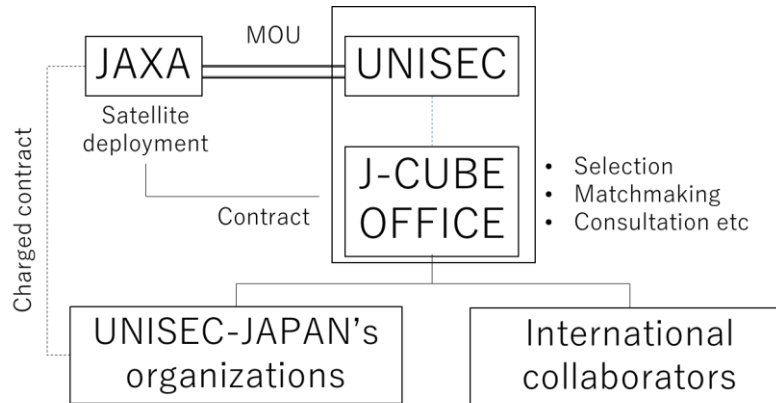 MOU
JAXA
UNISEC
Satellite
deployment
Charged contract
Contract
J-CUBE
OFFICE
• Selection
• Matchmaking
• Consultation etc
UNISEC-JAPAN's
organizations
International
collaborators